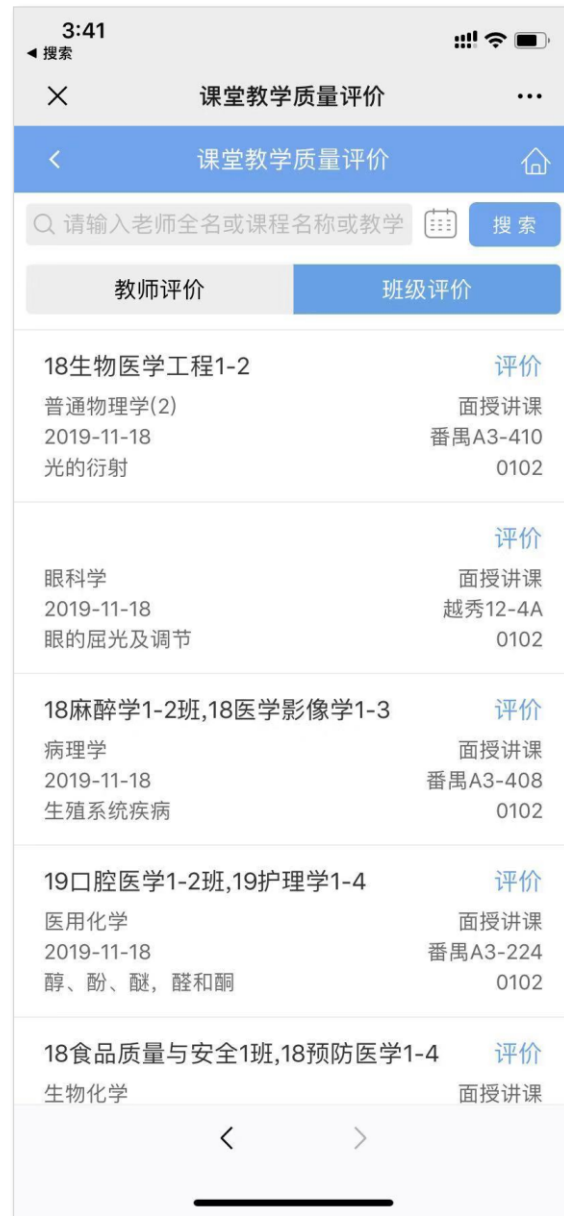 3:41
搜索
课堂教学质量评价
课堂教学质量评价
请输入老师全名或课程名称或教学
搜索
教师评价 班级评价
18生物医学工程1-2 评价
普通物理学(2) 面授讲课
2019-11-18 番禺A3-410
光的衍射 0102
评价
眼科学 面授讲课
2019-11-18 越秀12-4A
眼的屈光及调节 0102
18麻醉学1-2班,18医学影像学1-3 评价
病理学 面授讲课
2019-11-18 番禺A3-408
生殖系统疾病 0102
19口腔医学1-2班,19护理学1-4 评价
医用化学 面授讲课
2019-11-18 番禺A3-224
醇、酚、醚，醛和酮 0102
18食品质量与安全1班,18预防医学1-4 评价
生物化学 面授讲课